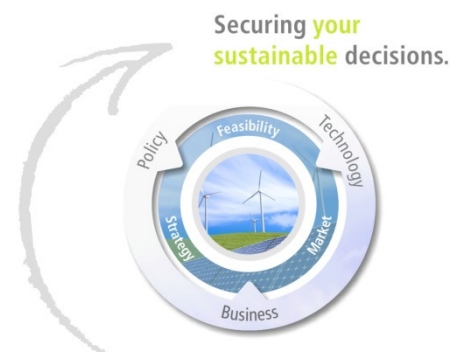 Securing your
sustainable decisions.
Policy
Feasibility
Technology
Strategy
Market
Business